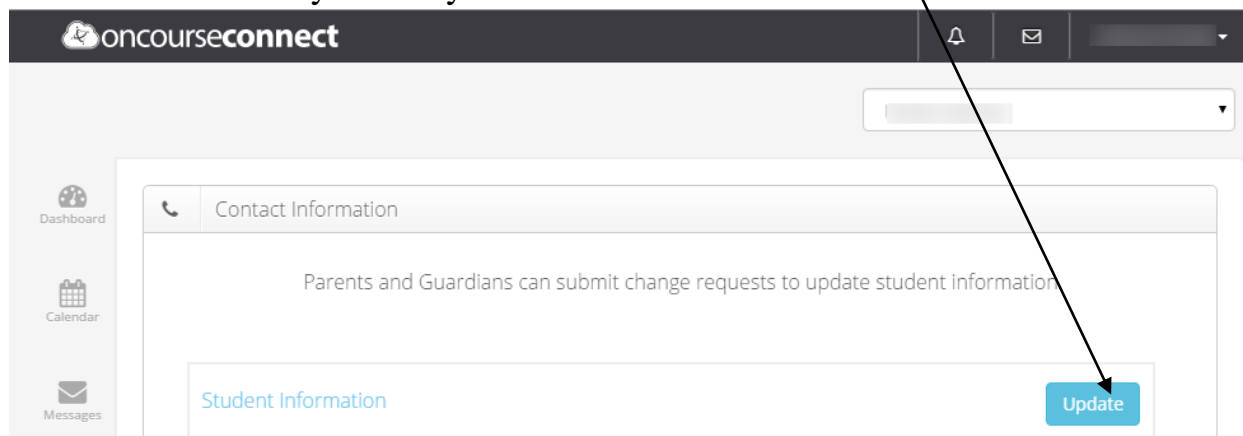 oncourseconnect
Dashboard
Contact Information
Parents and Guardians can submit change requests to update student information
Calendar
Student Information
Update
Messages